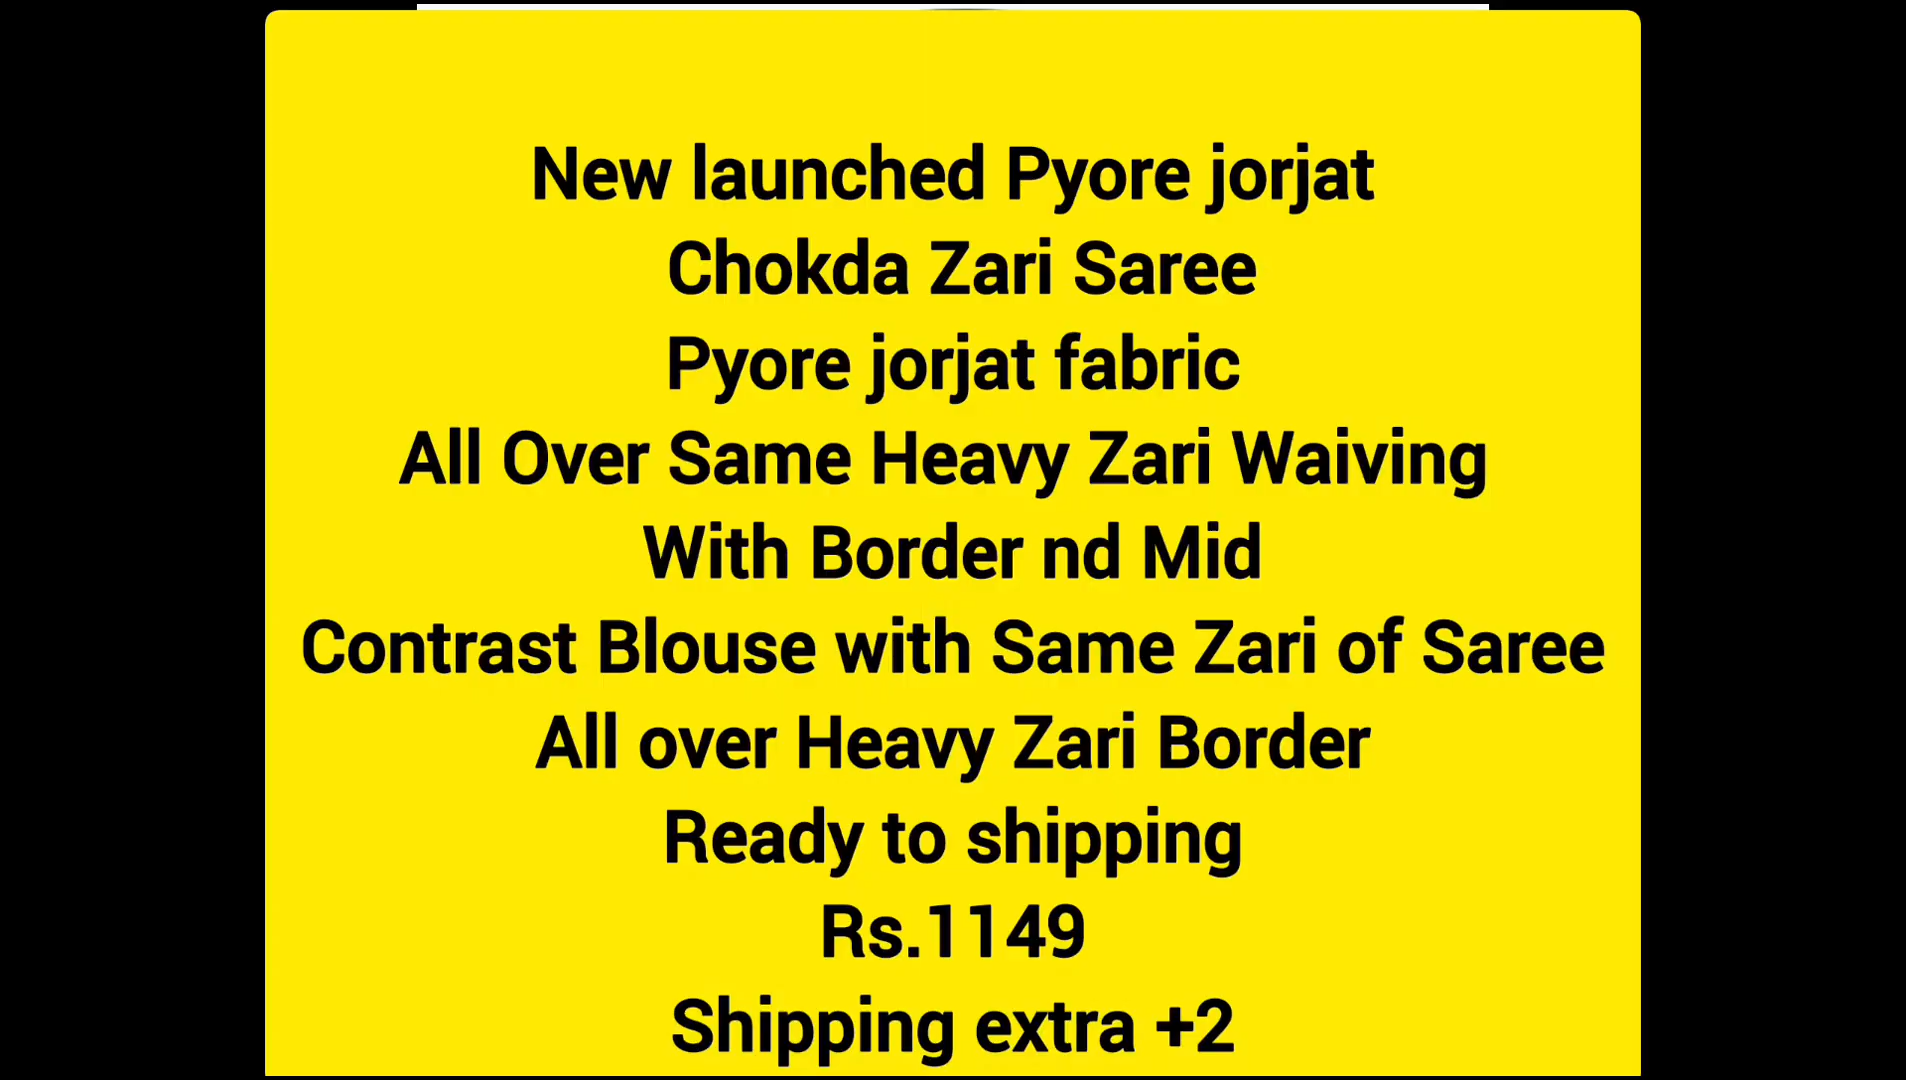 New launched Pyore jorjat
Chokda Zari Saree
Pyore jorjat fabric
All Over Same Heavy Zari Waiving
With Border nd Mid
Contrast Blouse with Same Zari of Saree
All over Heavy Zari Border
Ready to shipping
Rs.1149
Shipping extra +2